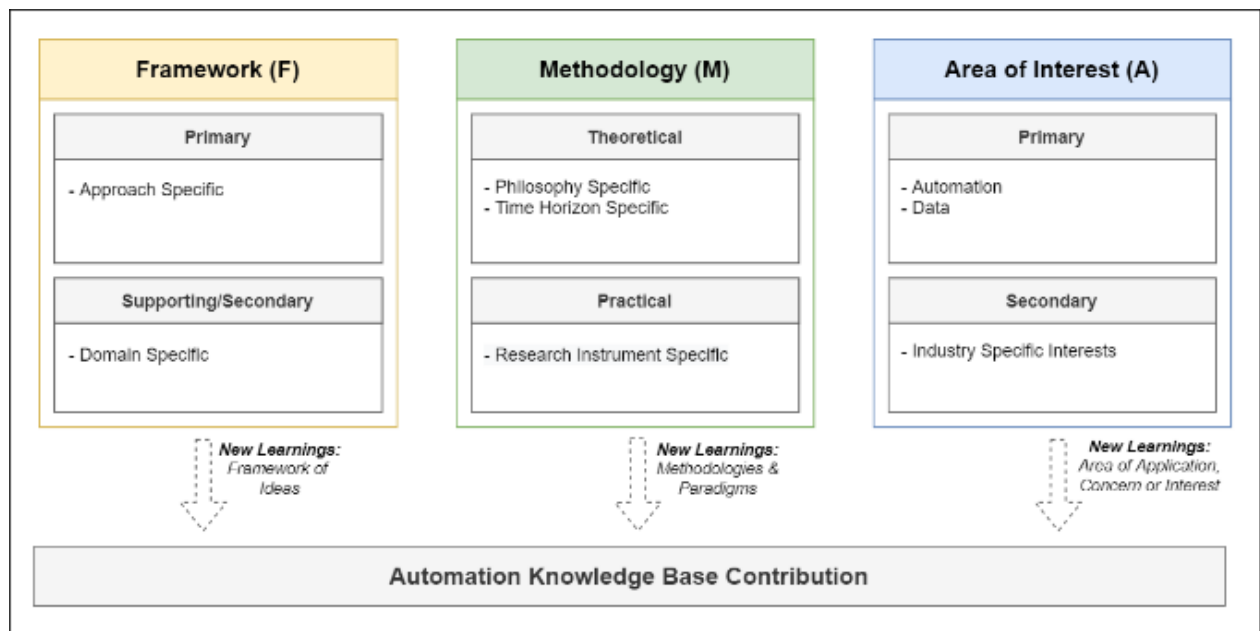 Framework (F)
Primary
- Approach Specific
Supporting/Secondary
- Domain Specific
New Learnings:
Framework of
Ideas
Methodology (M)
Theoretical
- Philosophy Specific
- Time Horizon Specific
Practical
- Research Instrument Specific
New Learnings:
Methodologies &
Paradigms
Area of Interest (A)
Primary
- Automation
- Data
Secondary
- Industry Specific Interests
New Learnings:
Area of Application,
Concern or Interest
Automation Knowledge Base Contribution